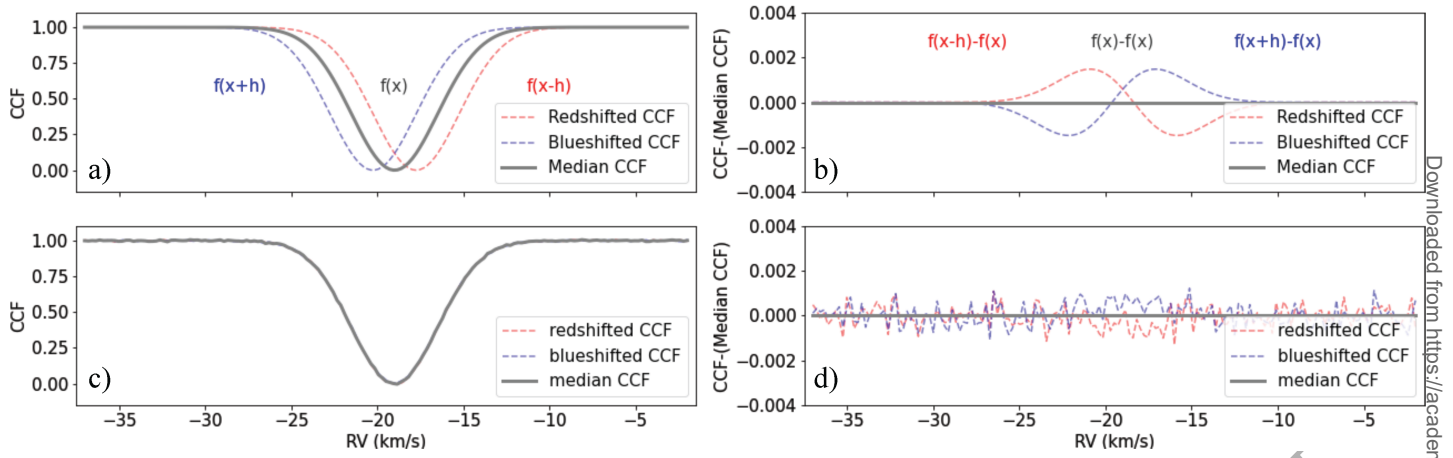 1.00
0.75
0.50
0.25
0.00
CCF
f(x+h)
f(x)
f(x-h)
Redshifted CCF
Blueshifted CCF
Median CCF
a)
0.004
0.002
0.000
−0.002
−0.004
CCF-(Median CCF)
f(x-h)-f(x)
f(x)-f(x)
f(x+h)-f(x)
Redshifted CCF
Blueshifted CCF
Median CCF
b)
1.00
0.75
0.50
0.25
0.00
CCF
redshifted CCF
blueshifted CCF
median CCF
c)
−35 −30 −25 −20 −15 −10 −5
RV (km/s)
0.004
0.002
0.000
−0.002
−0.004
CCF-(Median CCF)
redshifted CCF
blueshifted CCF
median CCF
d)
−35 −30 −25 −20 −15 −10 −5
RV (km/s)
Downloaded from https://academ